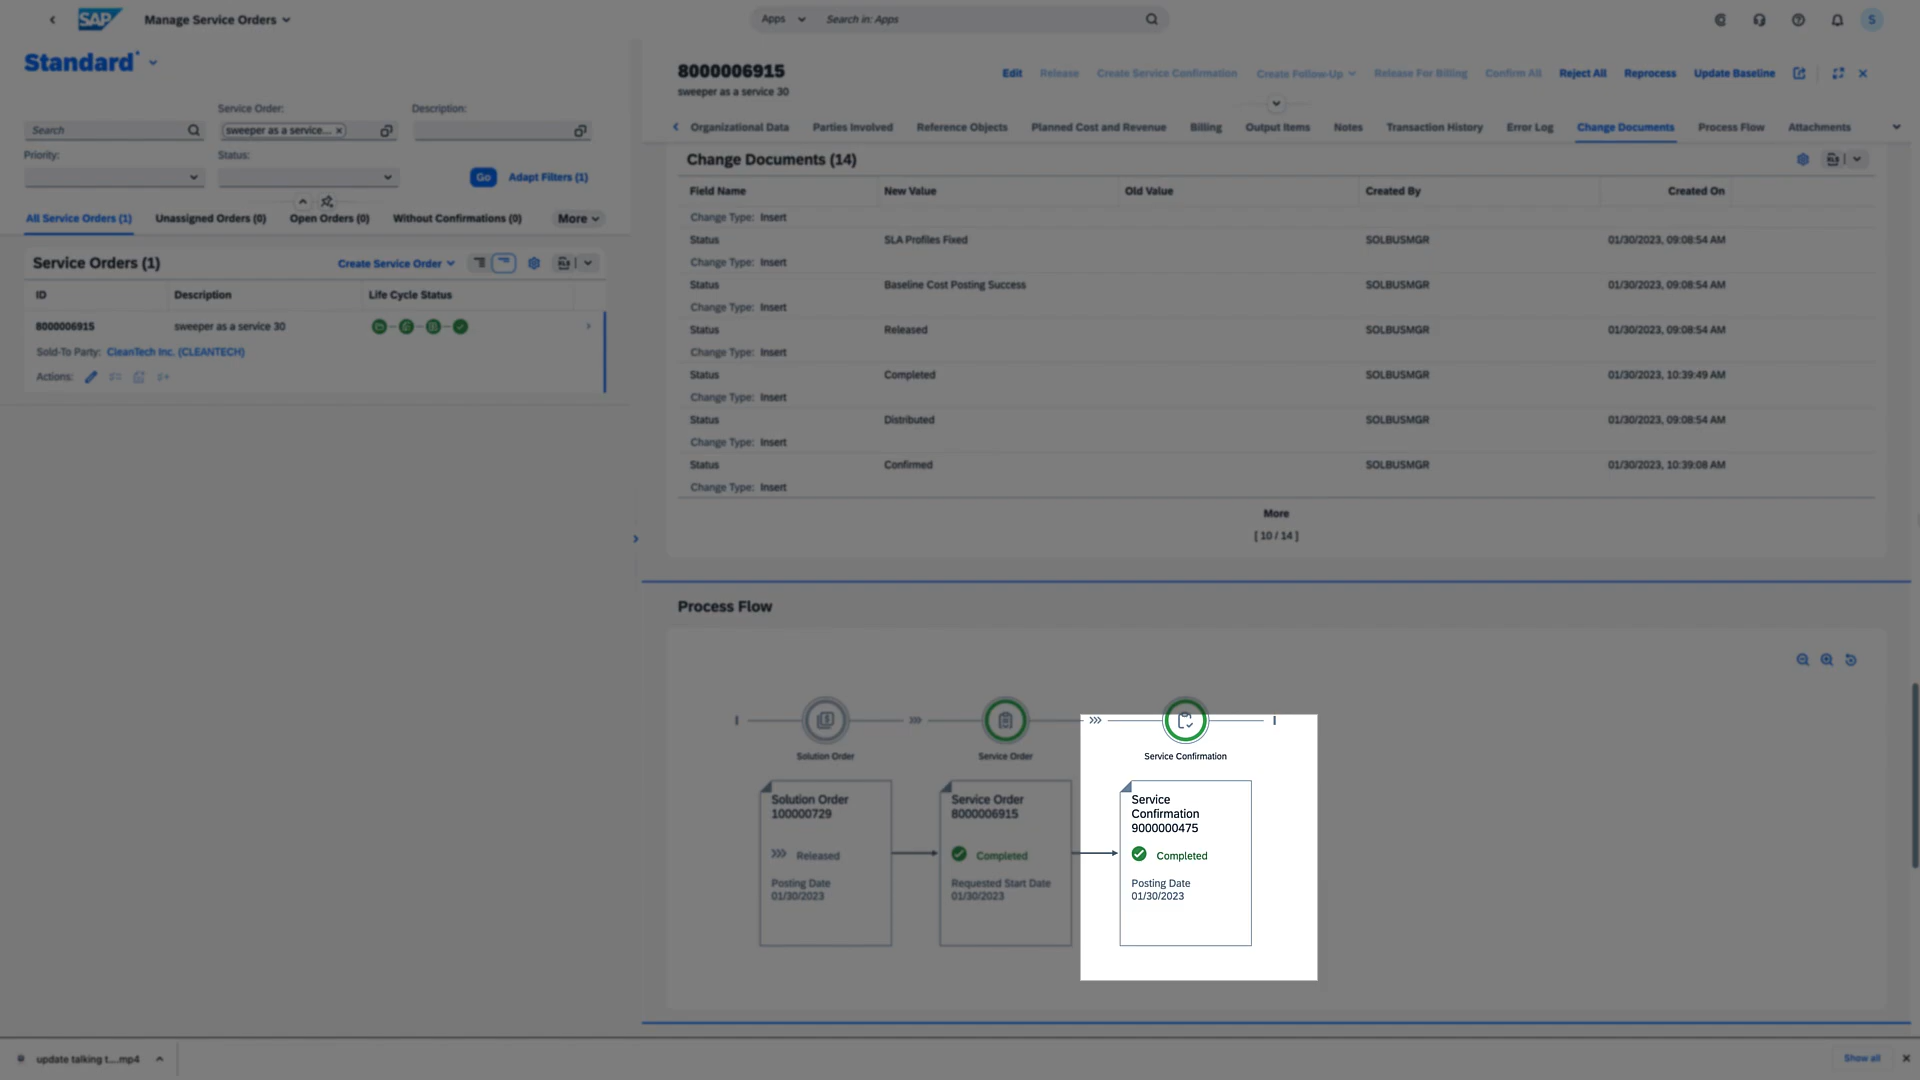 SAP
Manage Service Orders
Apps
Search in: Apps
S
Standard*
Service Order:
Description:
Search
sweeper as a service...
Priority:
Status:
Go
Adapt Filters (1)
All Service Orders (1)
Unassigned Orders (0)
Open Orders (0)
Without Confirmations (0)
More
Service Orders (1)
Create Service Order
ID
Description
Life Cycle Status
8000006915
sweeper as a service 30
Sold-To Party: CleanTech Inc. (CLEANTECH)
Actions:
8000006915
sweeper as a service 30
Edit
Release
Create Service Confirmation
Create Follow-Up
Release For Billing
Confirm All
Reject All
Reprocess
Update Baseline
Organizational Data
Parties Involved
Reference Objects
Planned Cost and Revenue
Billing
Output Items
Notes
Transaction History
Error Log
Change Documents
Process Flow
Attachments
Change Documents (14)
Field Name New Value Old Value Created By Created On
Change Type: Insert
Status SLA Profiles Fixed SOLBUSMGR 01/30/2023, 09:08:54 AM
Change Type: Insert
Status Baseline Cost Posting Success SOLBUSMGR 01/30/2023, 09:08:54 AM
Change Type: Insert
Status Released SOLBUSMGR 01/30/2023, 09:08:54 AM
Change Type: Insert
Status Completed SOLBUSMGR 01/30/2023, 10:39:49 AM
Change Type: Insert
Status Distributed SOLBUSMGR 01/30/2023, 09:08:54 AM
Change Type: Insert
Status Confirmed SOLBUSMGR 01/30/2023, 10:39:08 AM
Change Type: Insert
More
[ 10 / 14 ]
Process Flow
Solution Order
Service Order
Service Confirmation
Solution Order
100000729
Released
Posting Date
01/30/2023
Service Order
8000006915
Completed
Requested Start Date
01/30/2023
Service
Confirmation
9000000475
Completed
Posting Date
01/30/2023
update talking t....mp4
Show all